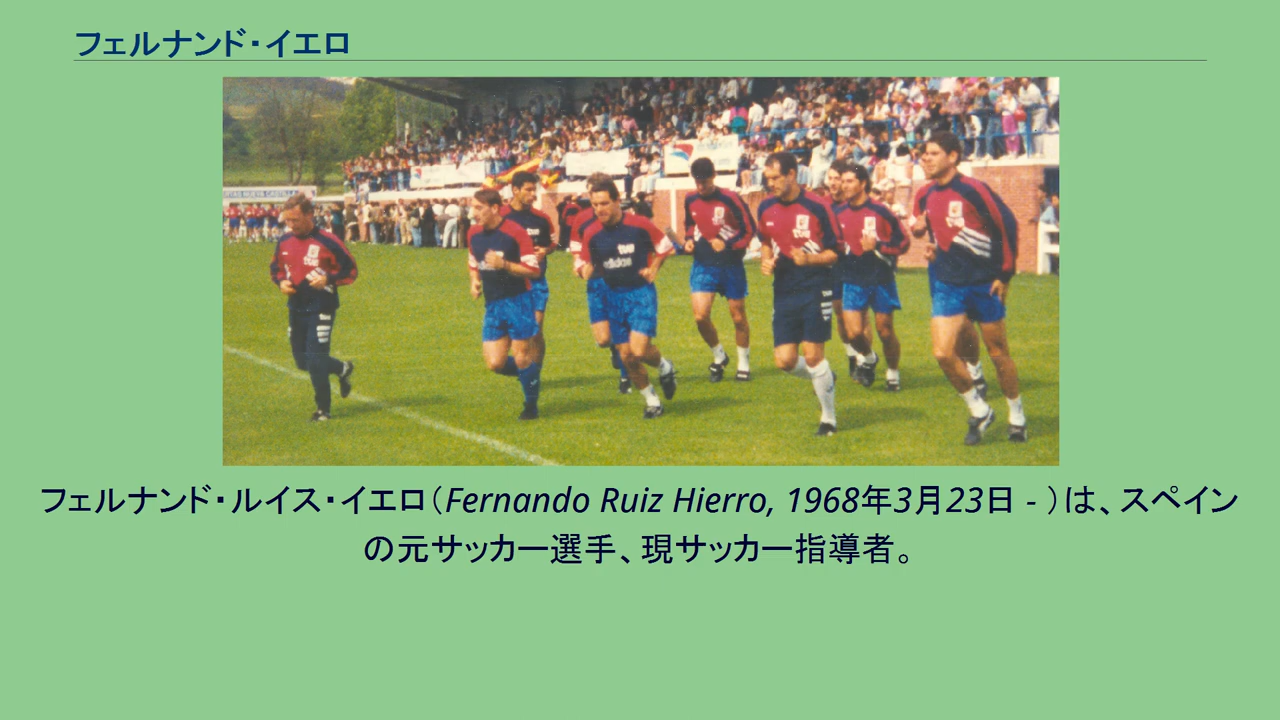 フェルナンド・イエロ
adidas
フェルナンド・ルイス・イエロ（Fernando Ruiz Hierro, 1968年3月23日 - ）は、スペイン
の元サッカー選手、現サッカー指導者。